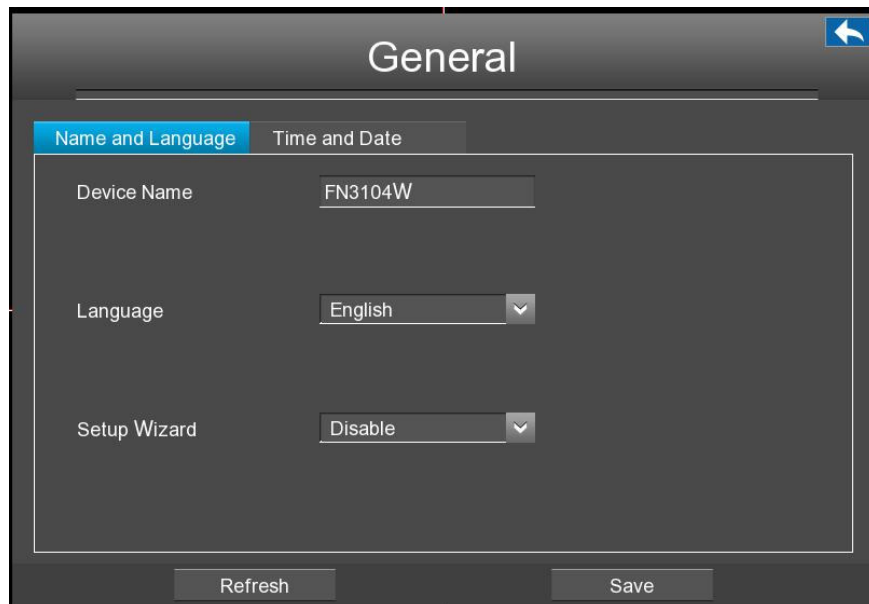 General
Name and Language Time and Date
Device Name FN3104W
Language English
Setup Wizard Disable
Refresh Save